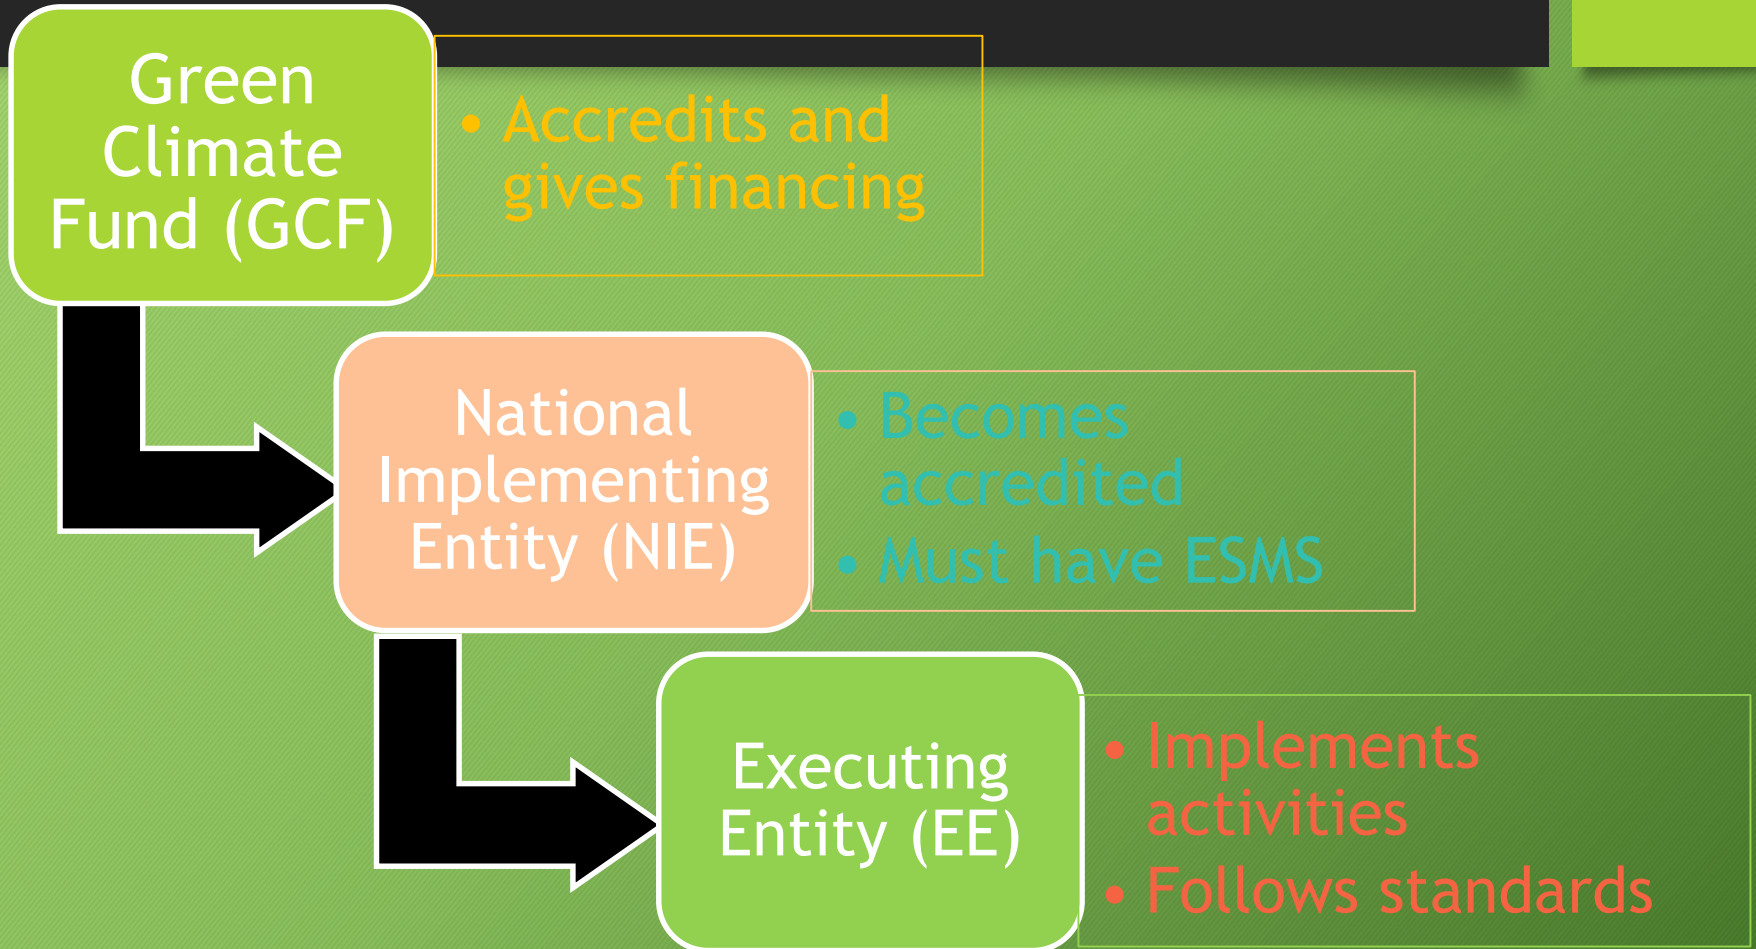 Green
Climate
Fund (GCF)
• Accredits and
gives financing
National
Implementing
Entity (NIE)
• Becomes
accredited
• Must have ESMS
Executing
Entity (EE)
• Implements
activities
• Follows standards